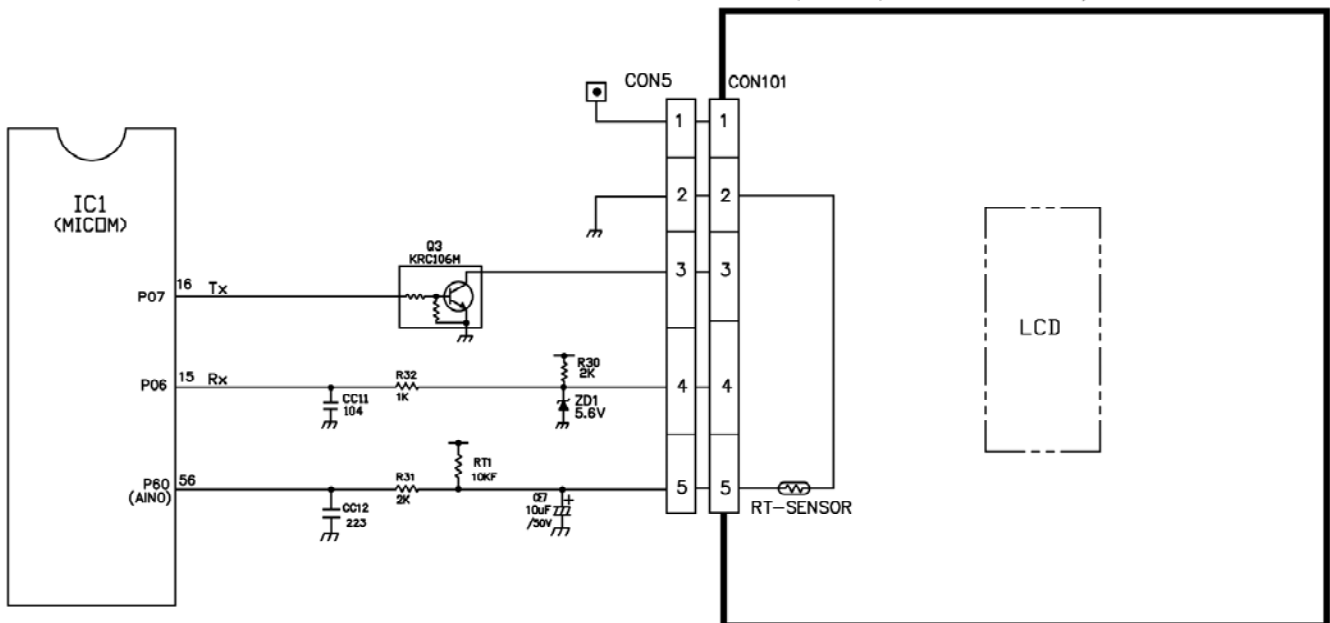 CON5
CON101
1
1
IC1
(MICOM)
2
2
Q3
KRC106M
3
3
P07
16
Tx
LCD
R30
2K
P06
15
Rx
R32
1K
4
4
CC11
104
ZD1
5.6V
RT1
10KF
P60
(AIN0)
56
R31
2K
CE7
10uF
/50V
+
5
5
CC12
223
RT-SENSOR